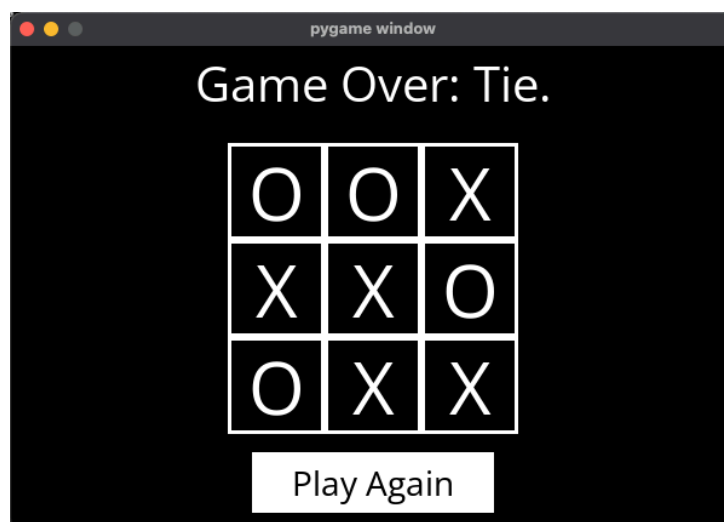 pygame window
Game Over: Tie.
O O X
X X O
O X X
Play Again